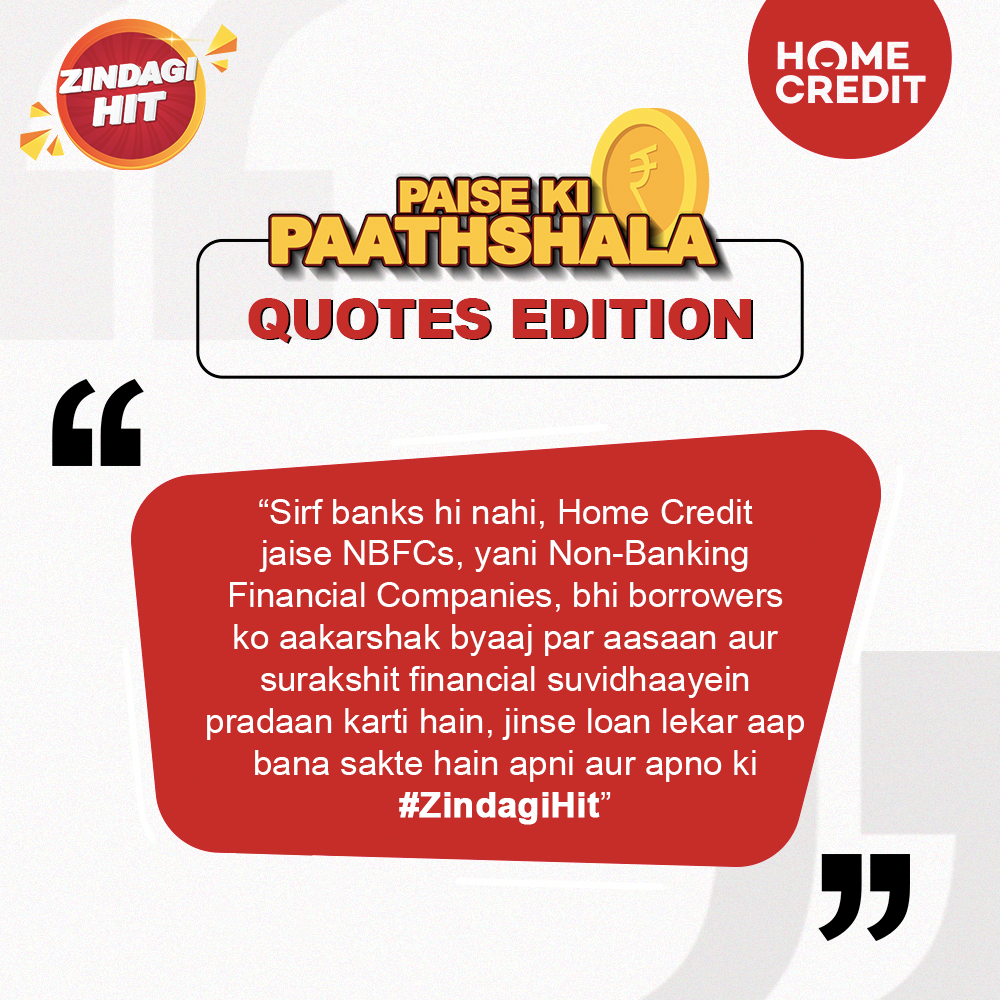 ZINDAGI
HIT
HOME
CREDIT
₹
PAISE KI
PAATHSHALA
QUOTES EDITION
“Sirf banks hi nahi, Home Credit
jaise NBFCs, yani Non-Banking
Financial Companies, bhi borrowers
ko aakarshak byaaj par aasaan aur
surakshit financial suvidhaayein
pradaan karti hain, jinse loan lekar aap
bana sakte hain apni aur apno ki
#ZindagiHit”